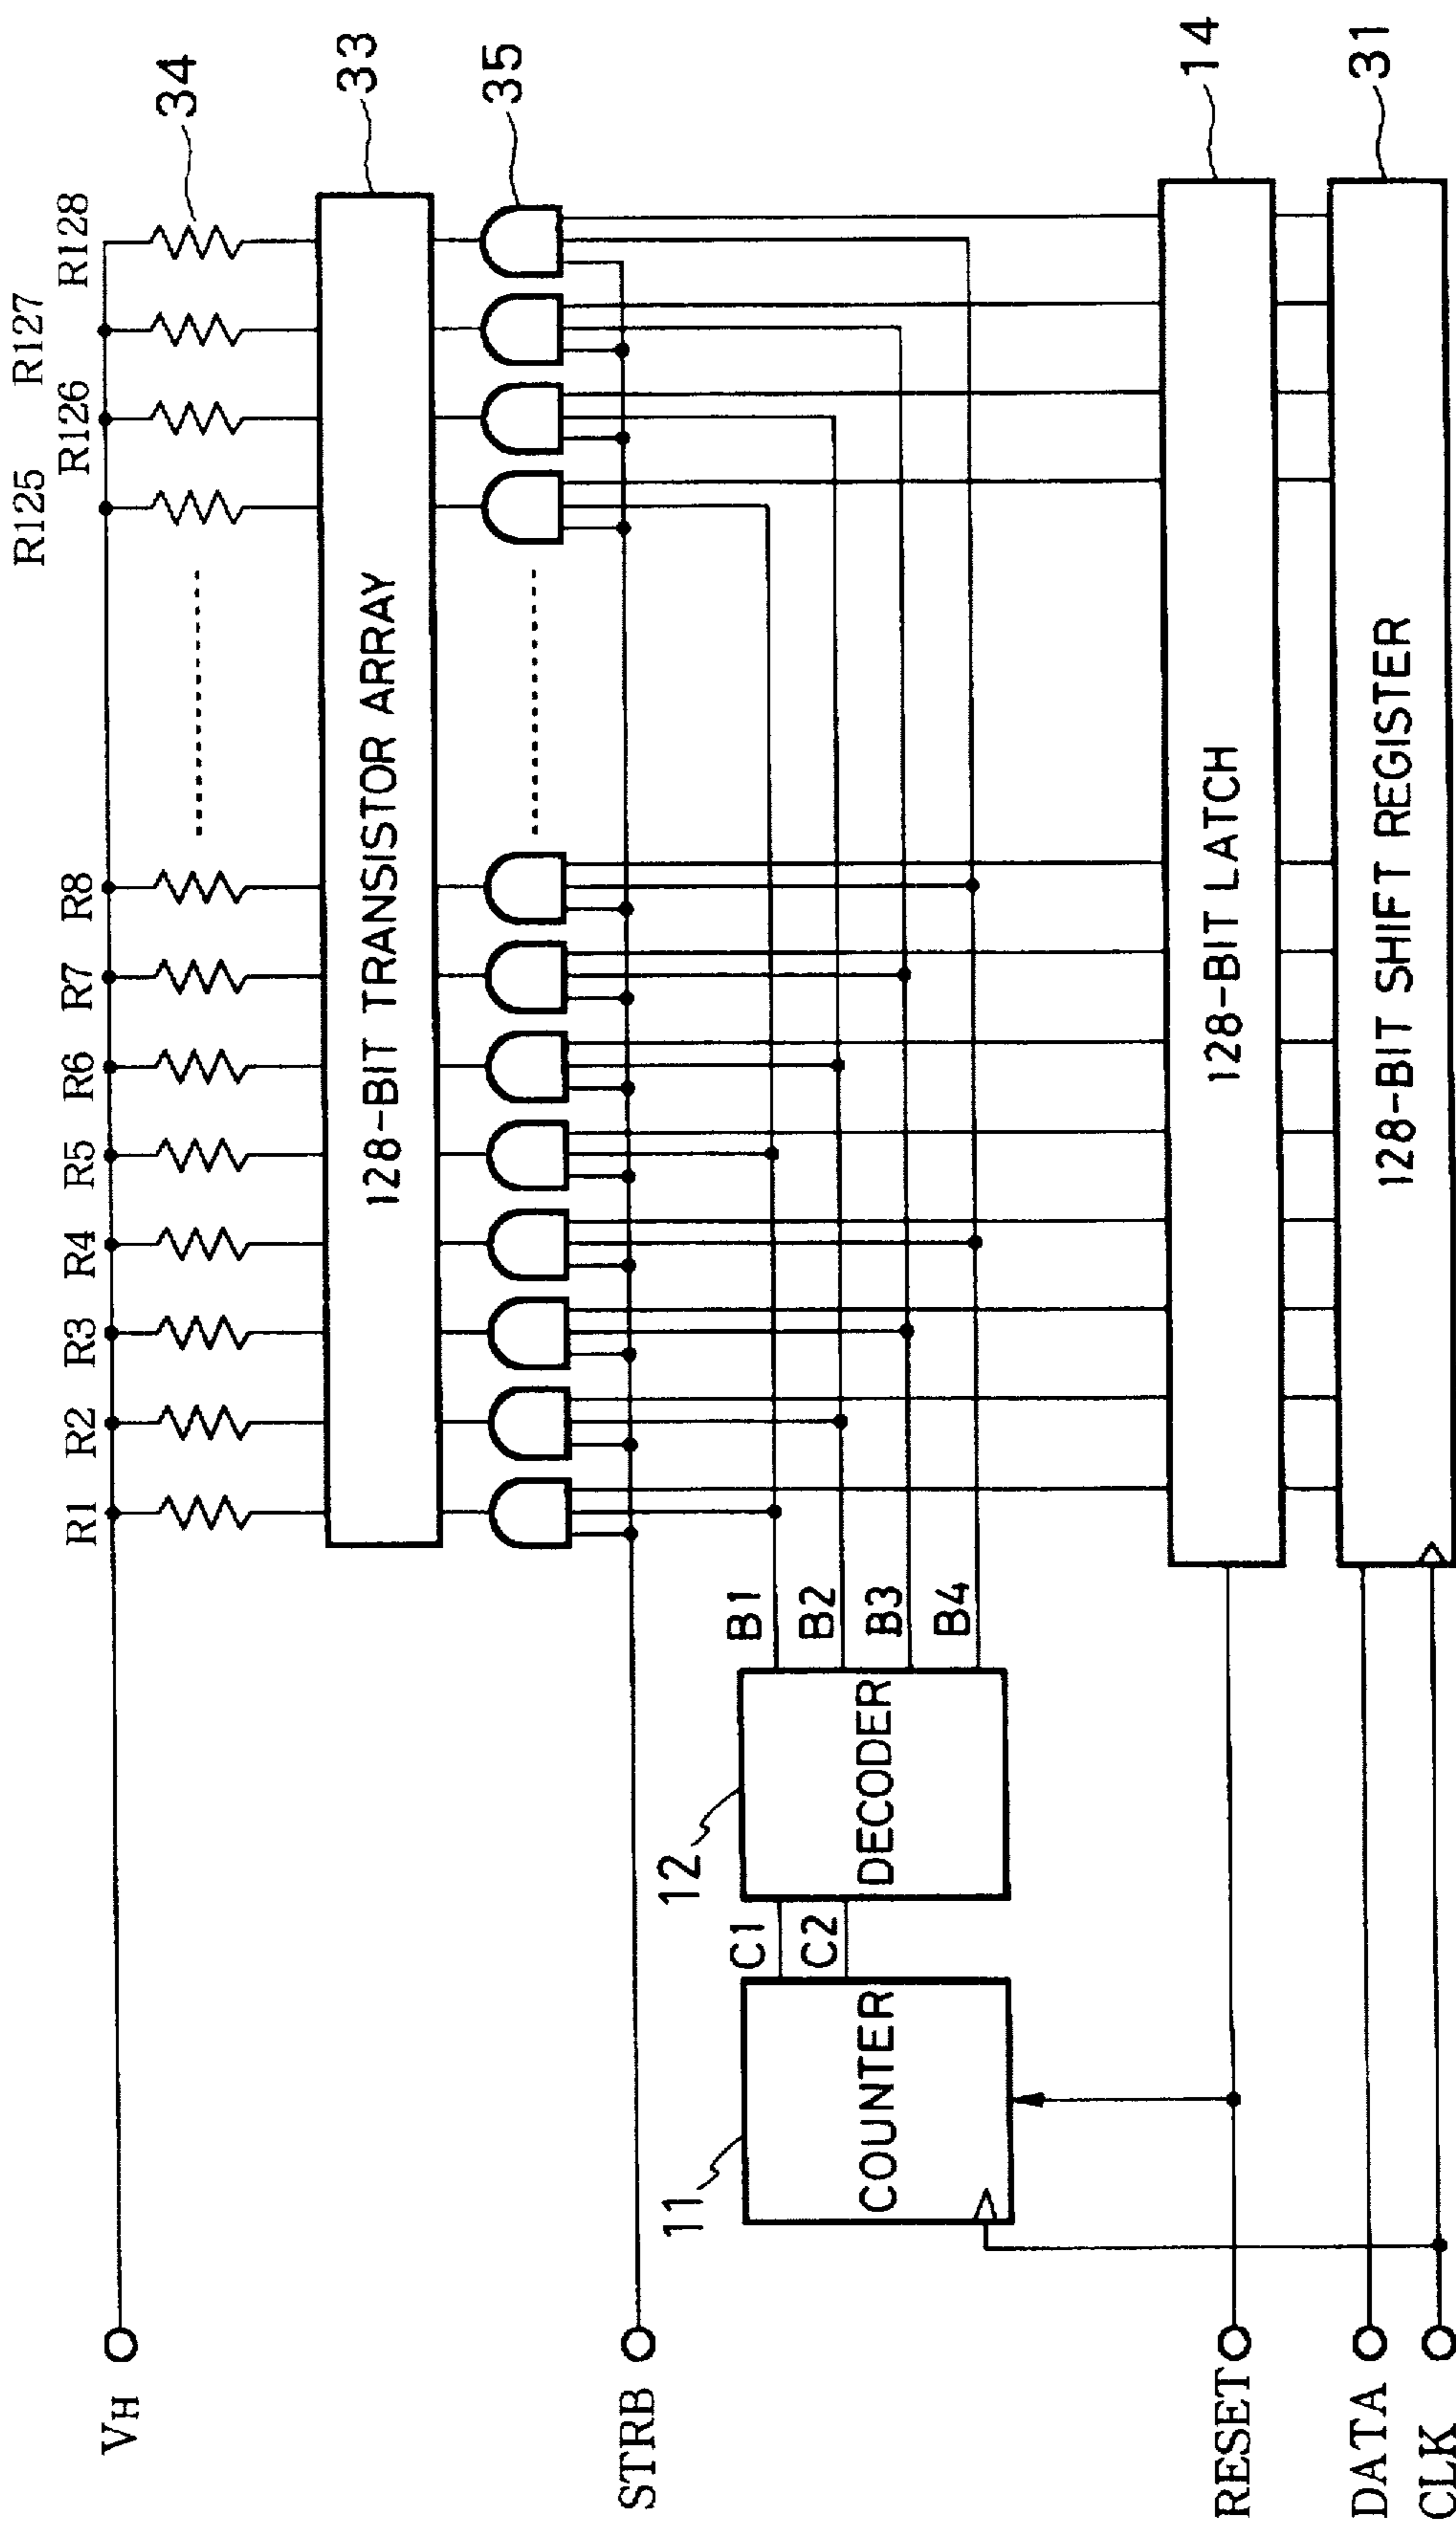 R1 R2 R3 R4 R5 R6 R7 R8 R125 R126 R127 R128
VH
34
128-BIT TRANSISTOR ARRAY
33
35
STRB
11
COUNTER
C1
C2
12
DECODER
B1
B2
B3
B4
RESET
128-BIT LATCH
14
DATA
CLK
128-BIT SHIFT REGISTER
31